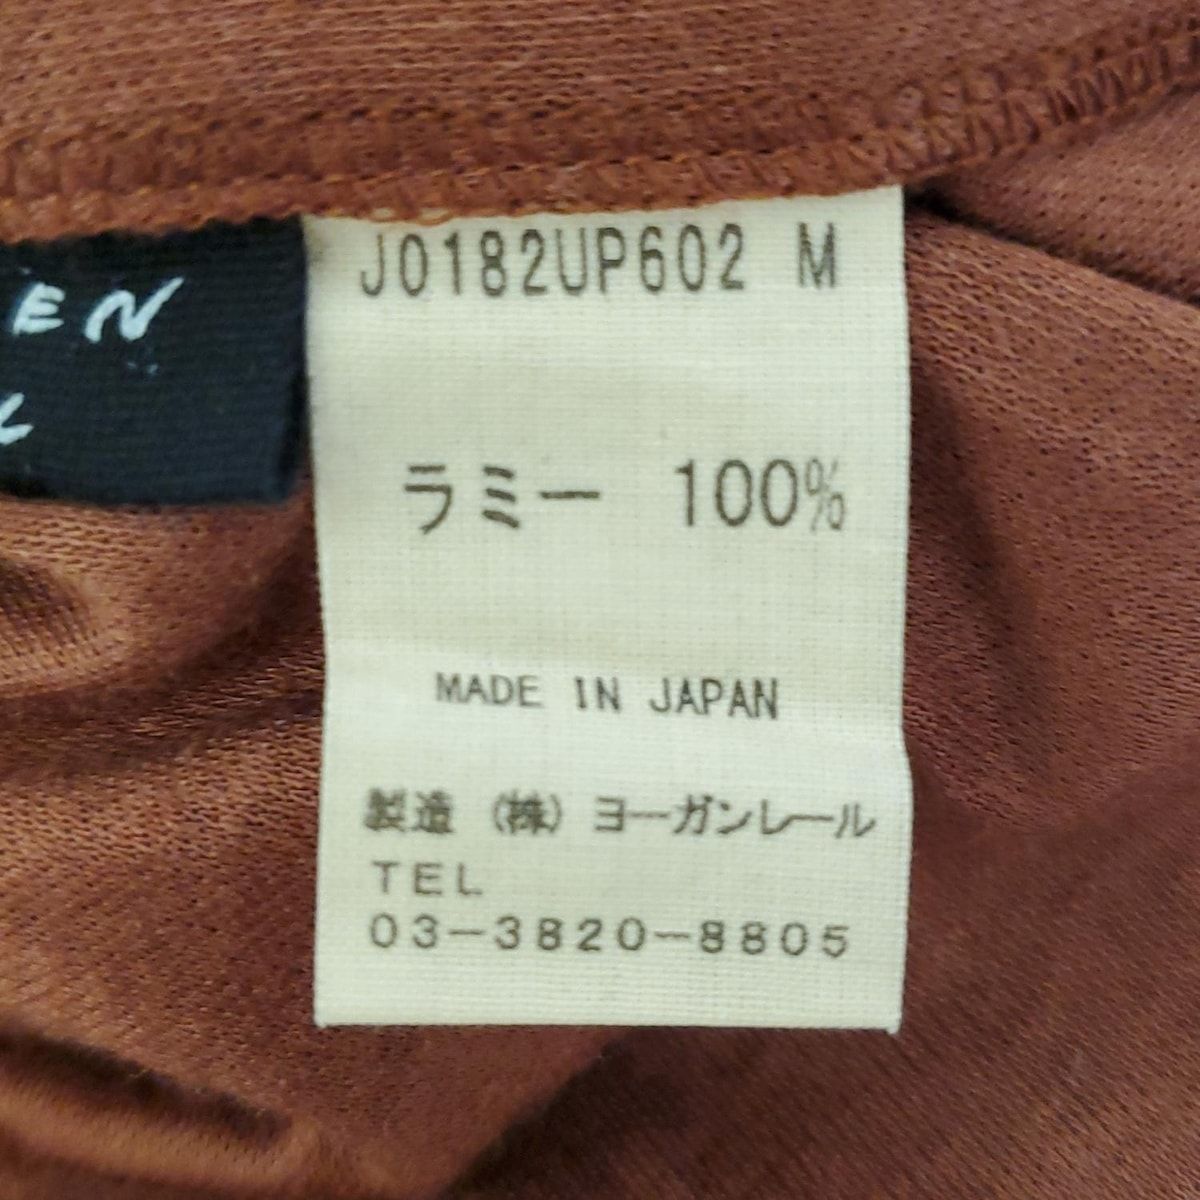 EN
L
J0182UP602 M
ラミー 100%
MADE IN JAPAN
製造 (株) ヨーガンレール
TEL
03-3820-8805